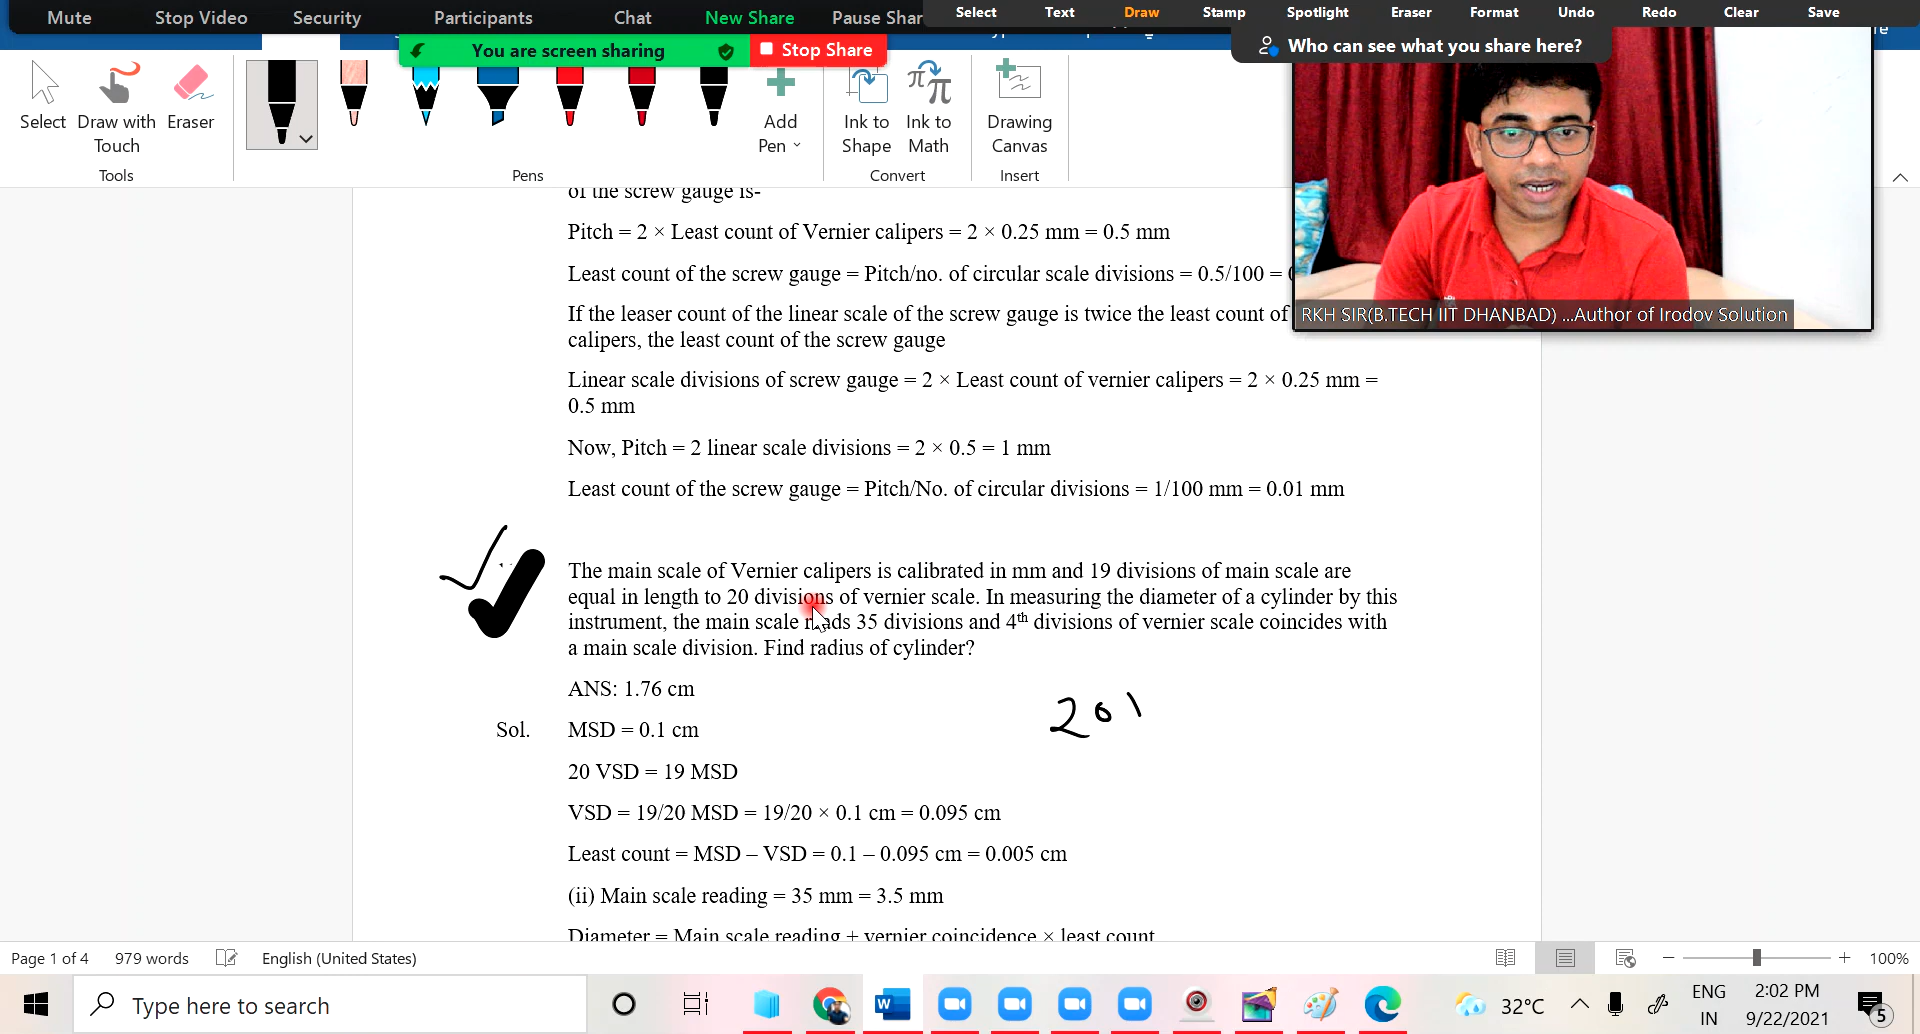 Mute Stop Video Security Participants Chat New Share Pause Shar
Select Text Draw Stamp Spotlight Eraser Format Undo Redo Clear Save
You are screen sharing Stop Share
Who can see what you share here?
Select Draw with Touch Eraser
Add Pen
Ink to Shape
Ink to Math
Drawing Canvas
Tools Pens Convert Insert
RKH SIR(B.TECH IIT DHANBAD) ...Author of Irodov Solution
of the screw gauge is-
Pitch = 2 × Least count of Vernier calipers = 2 × 0.25 mm = 0.5 mm
Least count of the screw gauge = Pitch/no. of circular scale divisions = 0.5/100 =
If the leaser count of the linear scale of the screw gauge is twice the least count of
calipers, the least count of the screw gauge
Linear scale divisions of screw gauge = 2 × Least count of vernier calipers = 2 × 0.25 mm =
0.5 mm
Now, Pitch = 2 linear scale divisions = 2 × 0.5 = 1 mm
Least count of the screw gauge = Pitch/No. of circular divisions = 1/100 mm = 0.01 mm
The main scale of Vernier calipers is calibrated in mm and 19 divisions of main scale are
equal in length to 20 divisions of vernier scale. In measuring the diameter of a cylinder by this
instrument, the main scale reads 35 divisions and 4th divisions of vernier scale coincides with
a main scale division. Find radius of cylinder?
ANS: 1.76 cm
20
Sol. MSD = 0.1 cm
20 VSD = 19 MSD
VSD = 19/20 MSD = 19/20 × 0.1 cm = 0.095 cm
Least count = MSD – VSD = 0.1 – 0.095 cm = 0.005 cm
(ii) Main scale reading = 35 mm = 3.5 mm
Diameter = Main scale reading + vernier coincidence × least count
Page 1 of 4 979 words English (United States) 100%
Type here to search
32°C ENG IN 2:02 PM 9/22/2021 5